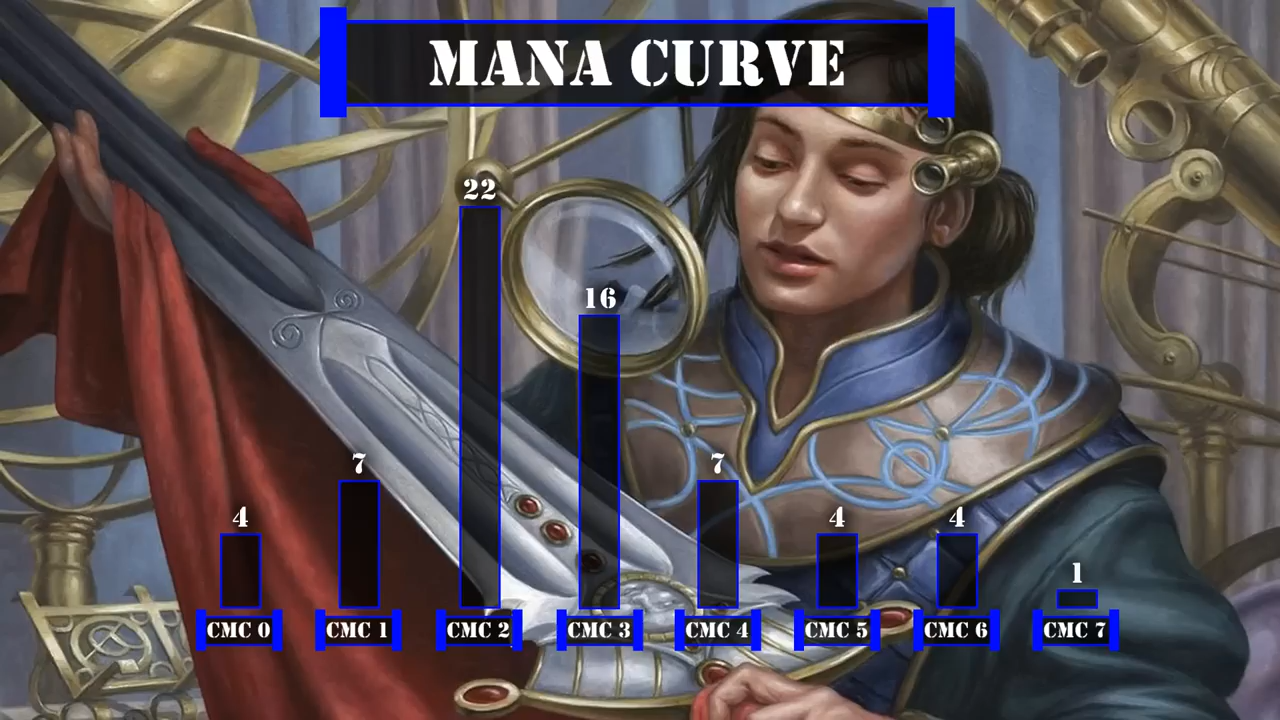 MANA CURVE
22
16
7
7
4
4
4
1
CMC 0
CMC 1
CMC 2
CMC 3
CMC 4
CMC 5
CMC 6
CMC 7